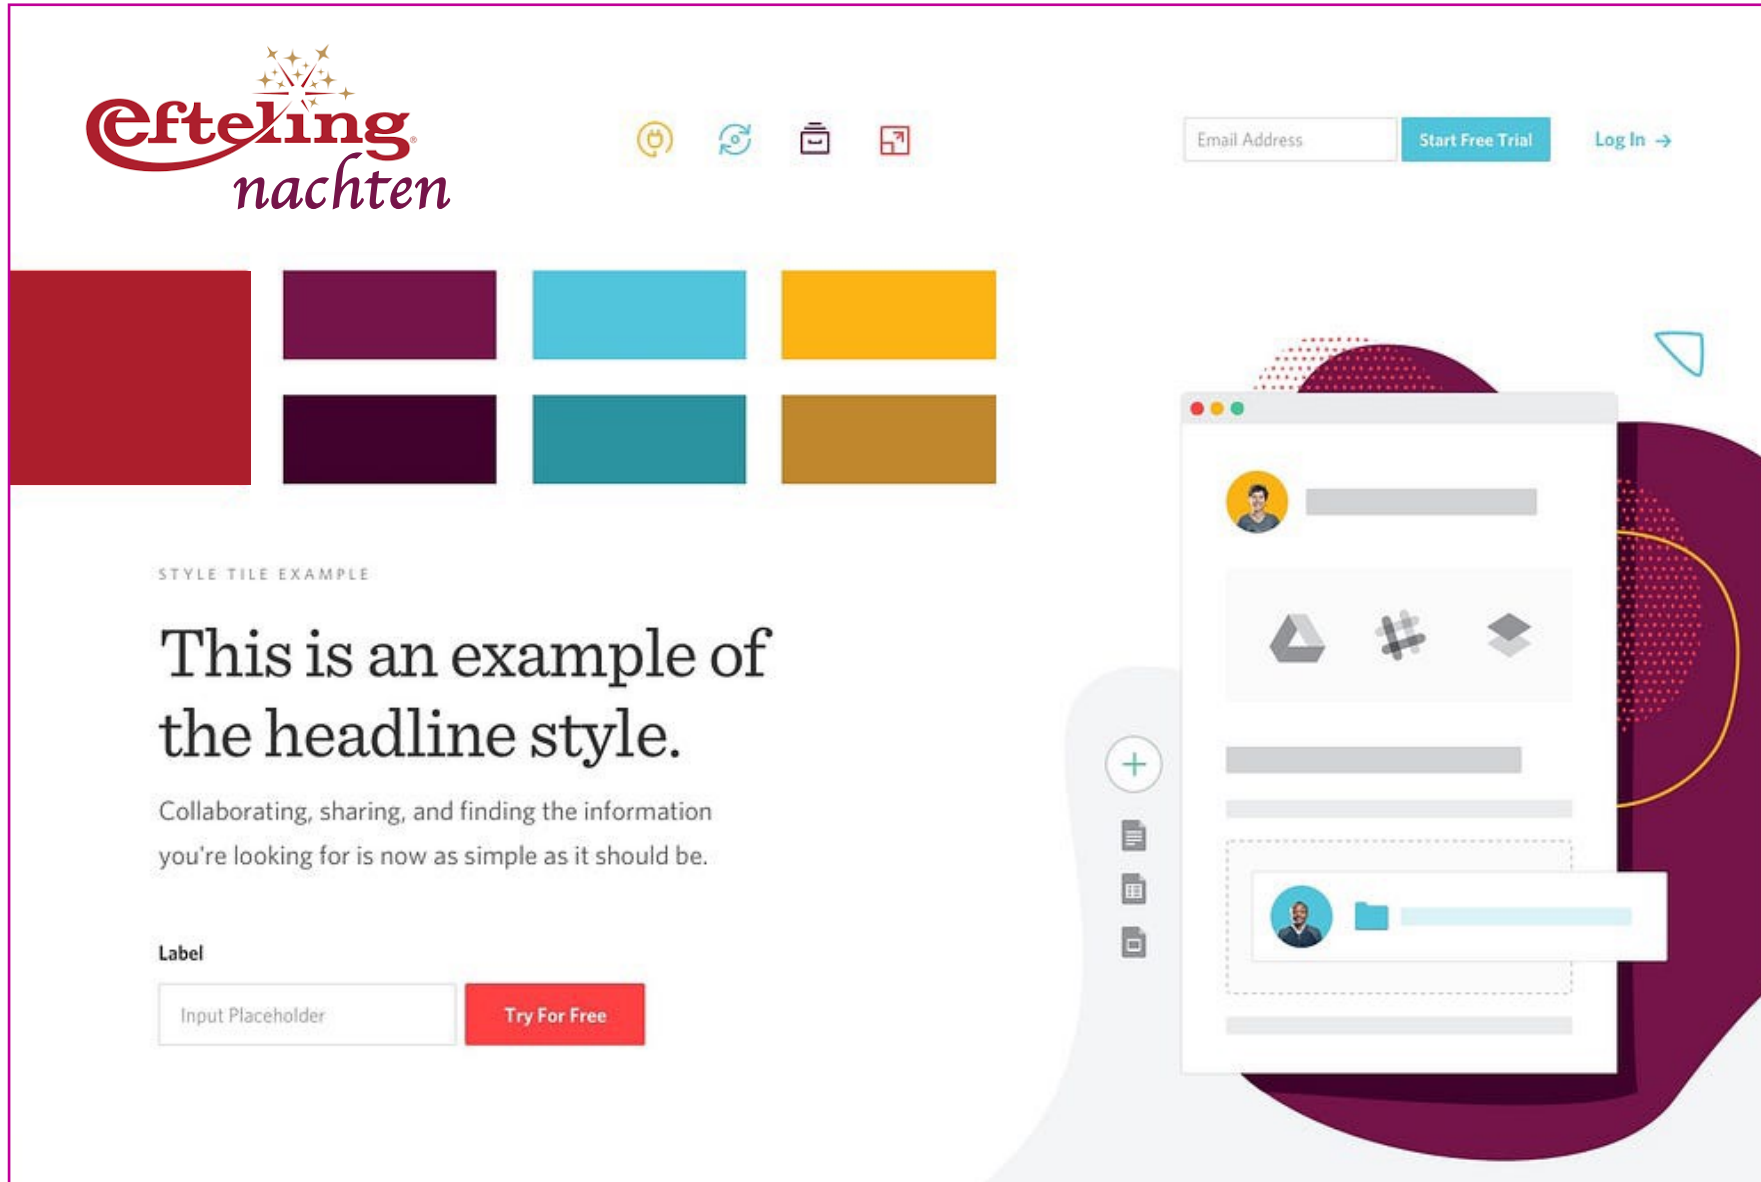 efteling®
nachten
Email Address
Start Free Trial
Log In →
STYLE TILE EXAMPLE
This is an example of
the headline style.
Collaborating, sharing, and finding the information
you're looking for is now as simple as it should be.
Label
Input Placeholder
Try For Free